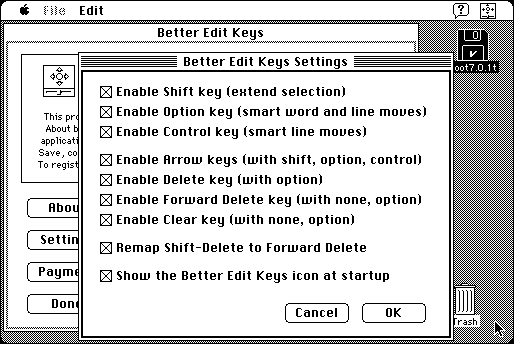 File Edit
Better Edit Keys
oot7.0.1
Better Edit Keys Settings
Enable Shift key (extend selection)
Enable Option key (smart word and line moves)
Enable Control key (smart line moves)
Enable Arrow keys (with shift, option, control)
Enable Delete key (with option)
Enable Forward Delete key (with none, option)
Enable Clear key (with none, option)
Remap Shift-Delete to Forward Delete
Show the Better Edit Keys icon at startup
Cancel OK
This pro
About b
applicati
Save, co
To regist
Abou
Settin
Payme
Done
Trash